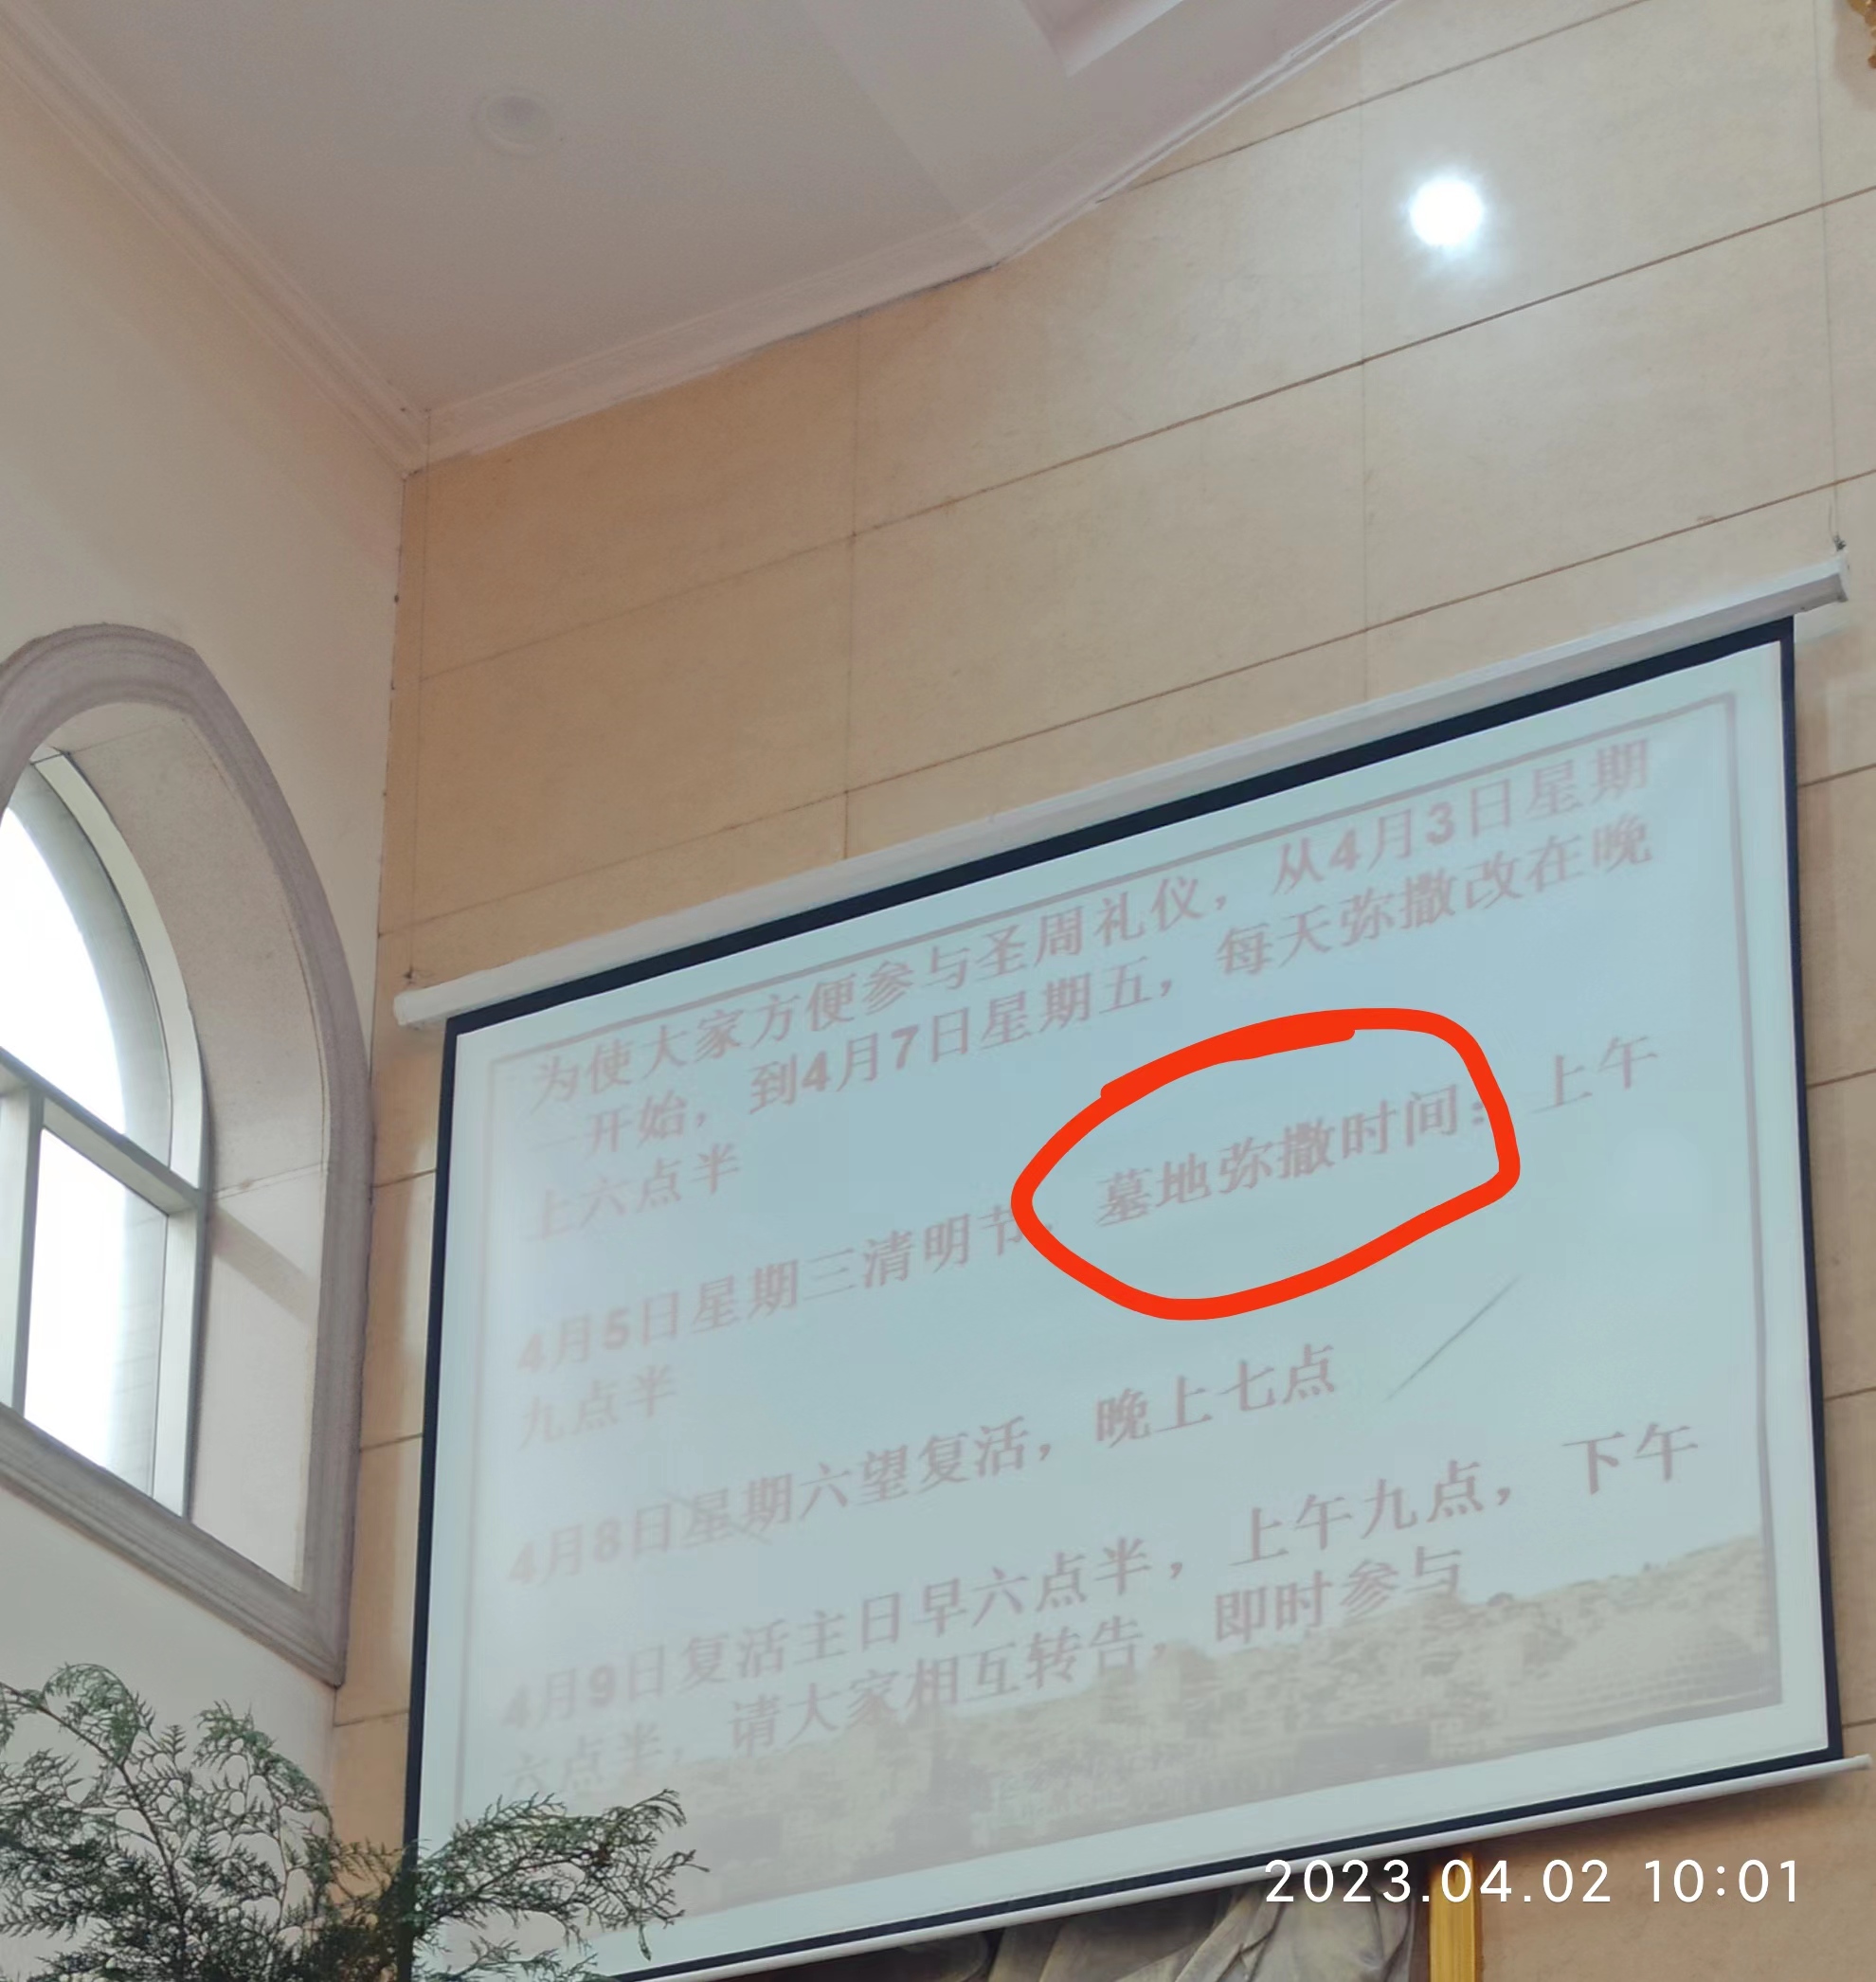 为使大家方便参与圣周礼仪，从4月3日星期
一开始，到4月7日星期五，每天弥撒改在晚
上六点半
4月5日星期三清明节，墓地弥撒时间：上午
九点半
4月8日星期六望复活，晚上七点
4月9日复活主日早六点半，上午九点，下午
六点半，请大家相互转告，即时参与
2023.04.02 10:01